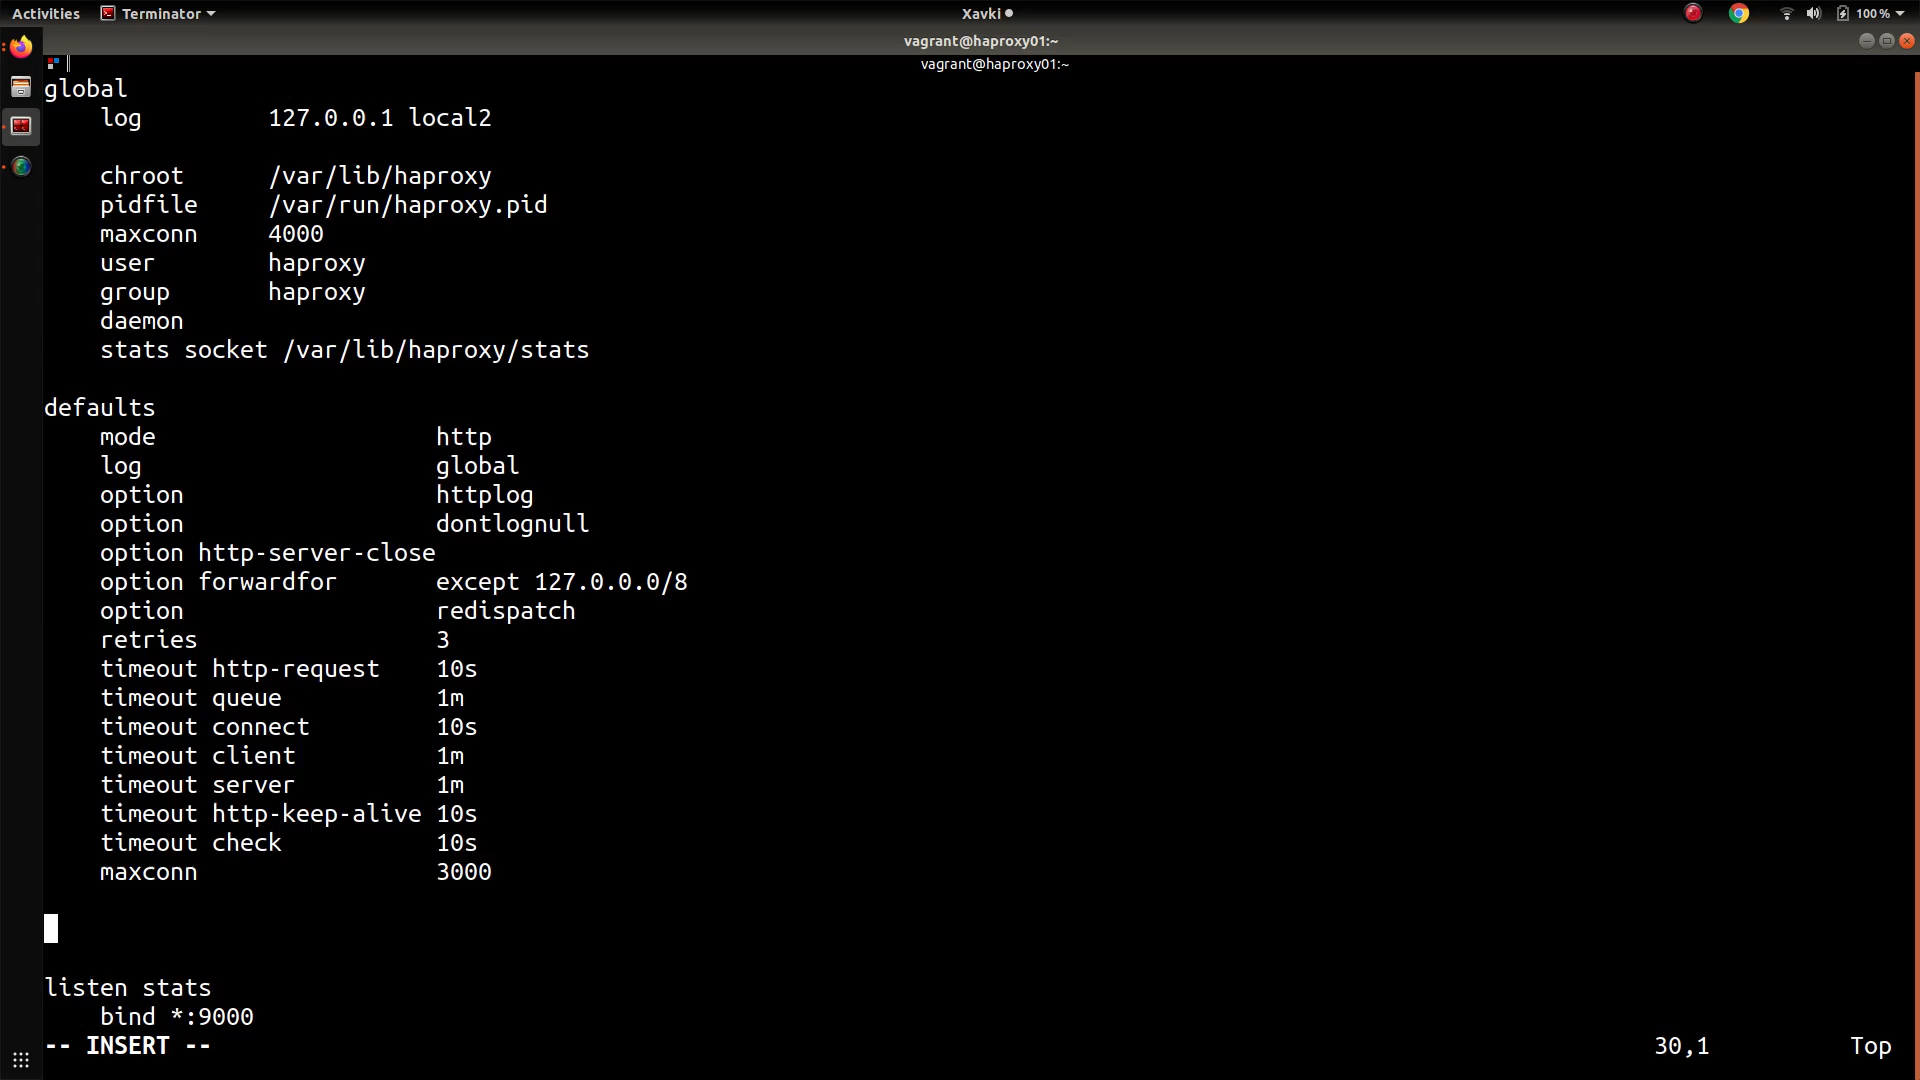 Activities Terminator Xavki 100 %
vagrant@haproxy01:~
vagrant@haproxy01:~
global
    log         127.0.0.1 local2

    chroot      /var/lib/haproxy
    pidfile     /var/run/haproxy.pid
    maxconn     4000
    user        haproxy
    group       haproxy
    daemon
    stats socket /var/lib/haproxy/stats

defaults
    mode                    http
    log                     global
    option                  httplog
    option                  dontlognull
    option http-server-close
    option forwardfor       except 127.0.0.0/8
    option                  redispatch
    retries                 3
    timeout http-request    10s
    timeout queue           1m
    timeout connect         10s
    timeout client          1m
    timeout server          1m
    timeout http-keep-alive 10s
    timeout check           10s
    maxconn                 3000

listen stats
    bind *:9000
-- INSERT -- 30,1 Top